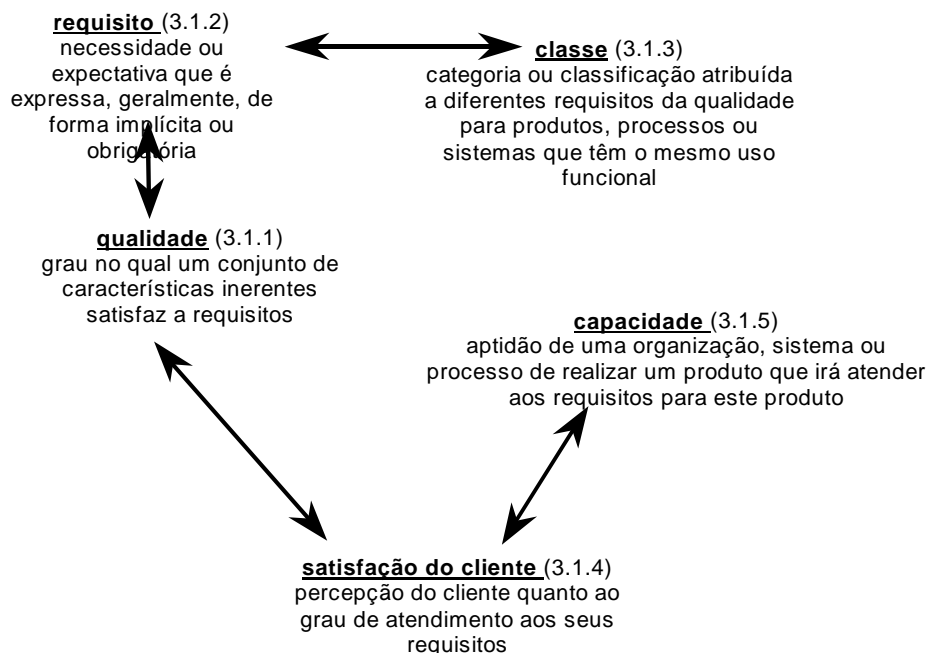 requisito (3.1.2)
necessidade ou
expectativa que é
expressa, geralmente, de
forma implícita ou
obrigatória
classe (3.1.3)
categoria ou classificação atribuída
a diferentes requisitos da qualidade
para produtos, processos ou
sistemas que têm o mesmo uso
funcional
qualidade (3.1.1)
grau no qual um conjunto de
características inerentes
satisfaz a requisitos
capacidade (3.1.5)
aptidão de uma organização, sistema ou
processo de realizar um produto que irá atender
aos requisitos para este produto
satisfação do cliente (3.1.4)
percepção do cliente quanto ao
grau de atendimento aos seus
requisitos